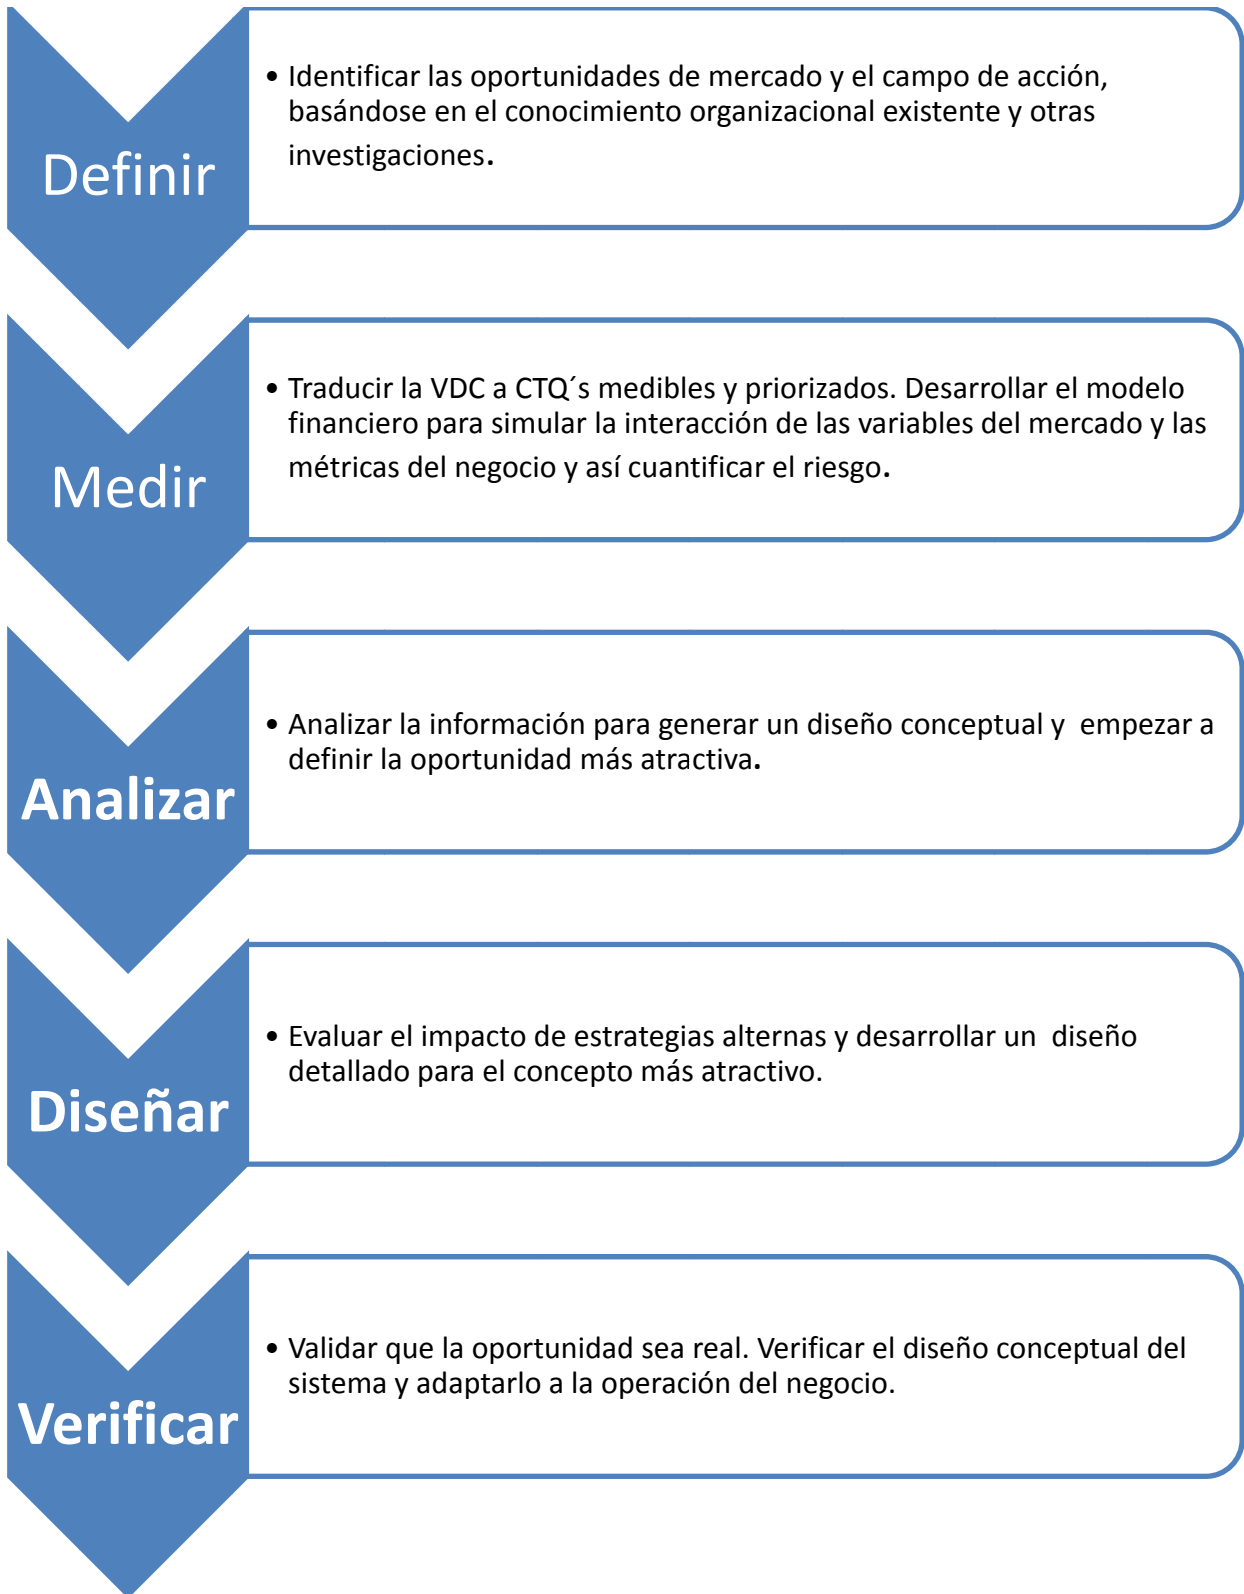 Definir
• Identificar las oportunidades de mercado y el campo de acción,
basándose en el conocimiento organizacional existente y otras
investigaciones.
Medir
• Traducir la VDC a CTQ´s medibles y priorizados. Desarrollar el modelo
financiero para simular la interacción de las variables del mercado y las
métricas del negocio y así cuantificar el riesgo.
Analizar
• Analizar la información para generar un diseño conceptual y  empezar a
definir la oportunidad más atractiva.
Diseñar
• Evaluar el impacto de estrategias alternas y desarrollar un  diseño
detallado para el concepto más atractivo.
Verificar
• Validar que la oportunidad sea real. Verificar el diseño conceptual del
sistema y adaptarlo a la operación del negocio.